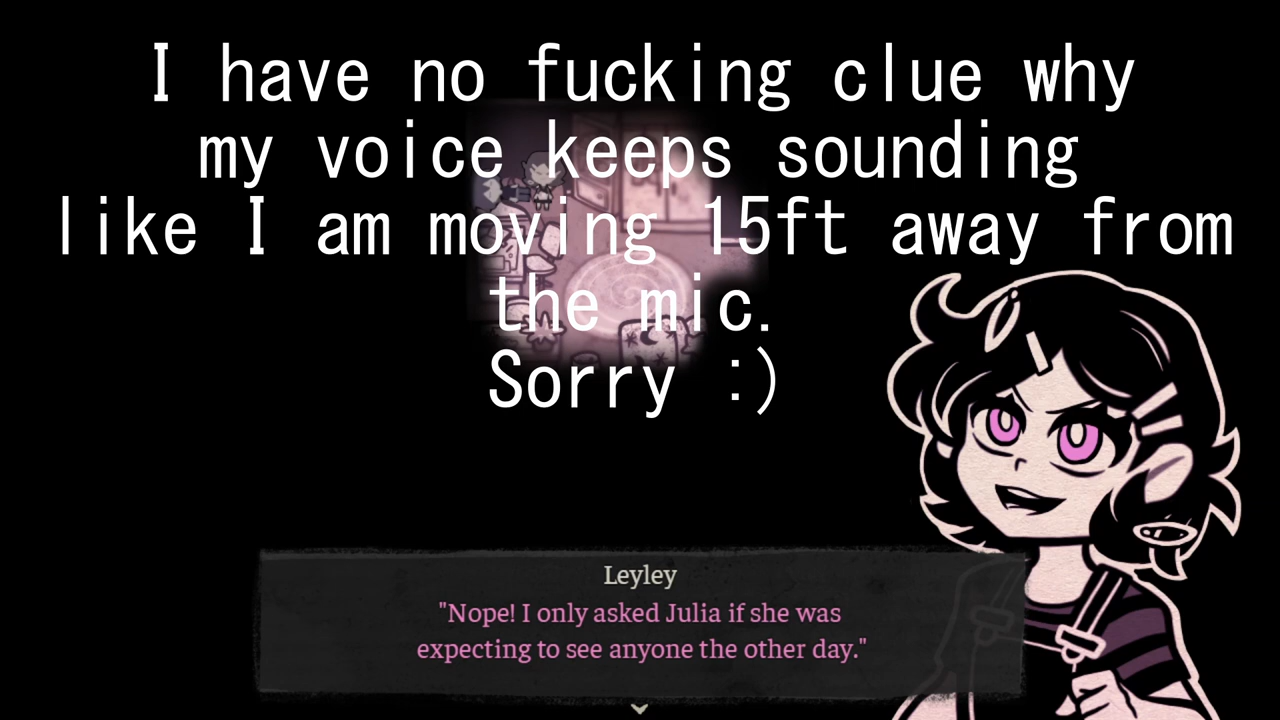 I have no fucking clue why
my voice keeps sounding
like I am moving 15ft away from
the mic.
Sorry :)
Leyley
"Nope! I only asked Julia if she was
expecting to see anyone the other day."